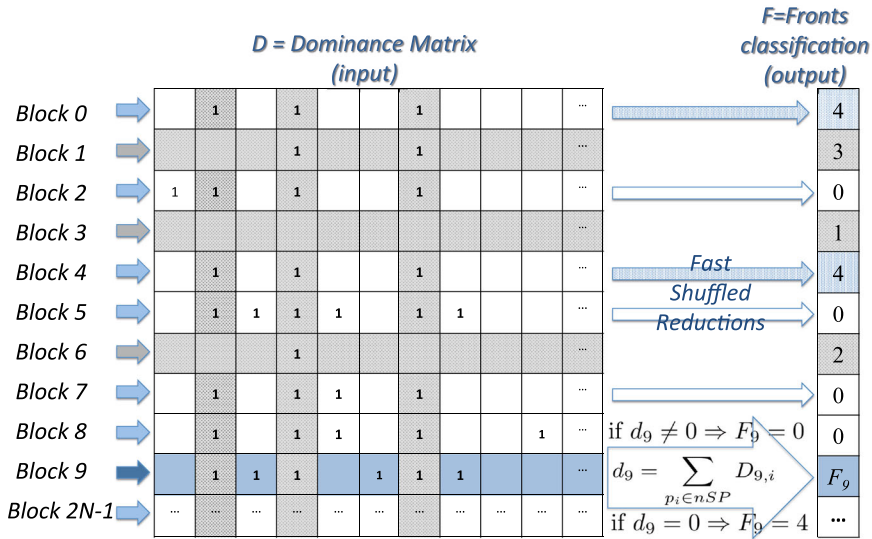 D = Dominance Matrix
(input)
F=Fronts
classification
(output)
Block 0 1 1 1 ... 4
Block 1 1 1 ... 3
Block 2 1 1 1 1 ... 0
Block 3 ... 1
Block 4 1 1 1 ... 4
Block 5 1 1 1 1 1 1 ... 0
Block 6 1 ... 2
Block 7 1 1 1 1 ... 0
Block 8 1 1 1 1 1 ... 0
Block 9 1 1 1 1 1 1 ... F₉
Block 2N-1 ... ... ... ... ... ... ... ... ... ... ... ...
Fast
Shuffled
Reductions
if d₉ ≠ 0 ⇒ F₉ = 0
d₉ = ∑ D₉,ᵢ
pᵢ∈nSP
if d₉ = 0 ⇒ F₉ = 4